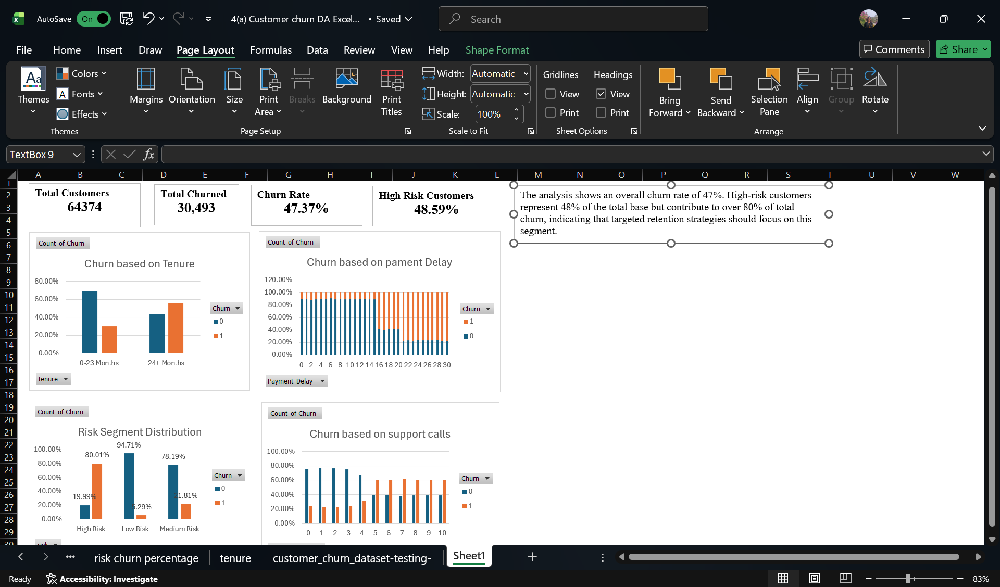 AutoSave On 4(a) Customer churn DA Excel... • Saved Search
File Home Insert Draw Page Layout Formulas Data Review View Help Shape Format Comments Share
Themes Colors Fonts Effects
Themes
Margins Orientation Size Print Area Breaks Background Print Titles
Page Setup
Width: Automatic
Height: Automatic
Scale: 100%
Scale to Fit
Gridlines Headings
View View
Print Print
Sheet Options
Bring Forward Send Backward Selection Pane Align Group Rotate
Arrange
TextBox 9 fx
A B C D E F G H I J K L M N O P Q R S T U V W
1
2
3
4
5
6
7
8
9
10
11
12
13
14
15
16
17
18
19
20
21
22
23
24
25
26
27
28
29
30
Total Customers
64374
Total Churned
30,493
Churn Rate
47.37%
High Risk Customers
48.59%
The analysis shows an overall churn rate of 47%. High-risk customers
represent 48% of the total base but contribute to over 80% of total
churn, indicating that targeted retention strategies should focus on this
segment.
Count of Churn
Churn based on Tenure
80.00%
60.00%
40.00%
20.00%
0.00%
0-23 Months 24+ Months
Churn
0
1
tenure
Count of Churn
Churn based on pament Delay
120.00%
100.00%
80.00%
60.00%
40.00%
20.00%
0.00%
0 2 4 6 8 10 12 14 16 18 20 22 24 26 28 30
Churn
1
0
Payment Delay
Count of Churn
Risk Segment Distribution
100.00%
80.00%
60.00%
40.00%
20.00%
0.00%
19.99% 80.01% 94.71% 5.29% 78.19% 21.81%
High Risk Low Risk Medium Risk
Churn
0
1
risk
Count of Churn
Churn based on support calls
100.00%
80.00%
60.00%
40.00%
20.00%
0.00%
0 1 2 3 4 5 6 7 8 9 10
Churn
0
1
risk churn percentage tenure customer_churn_dataset-testing- Sheet1
Ready Accessibility: Investigate 83%